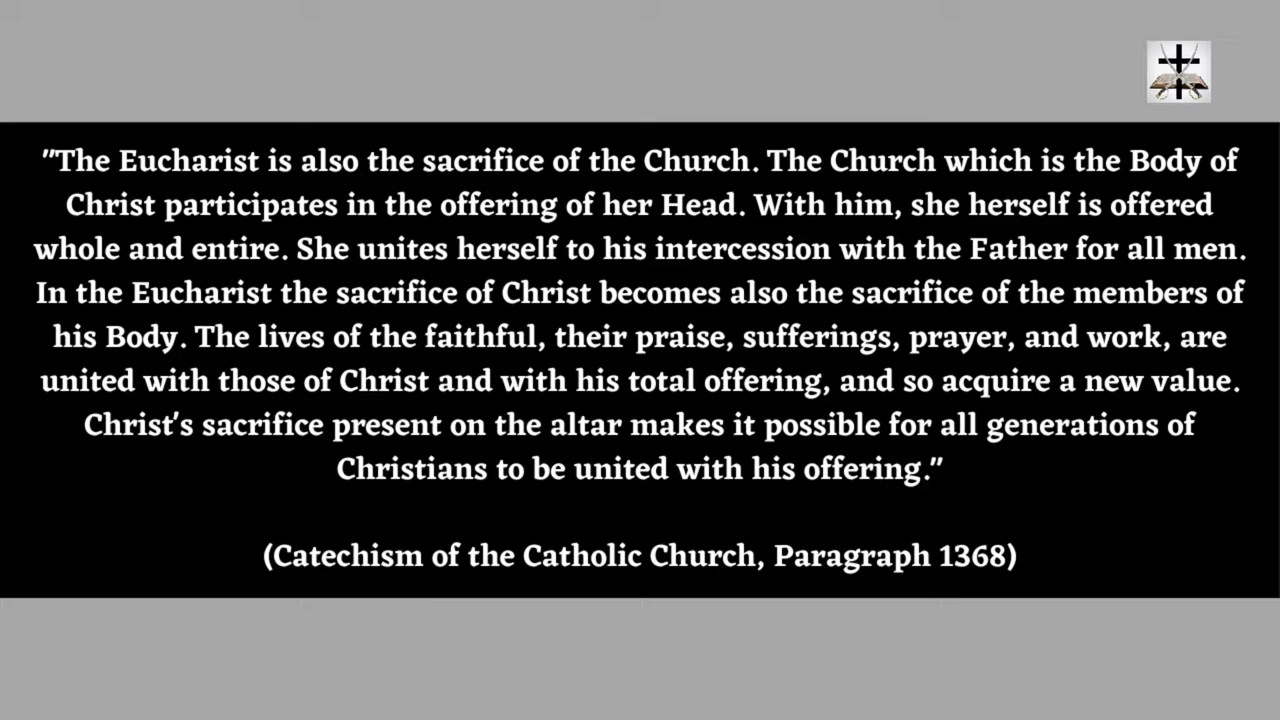 "The Eucharist is also the sacrifice of the Church. The Church which is the Body of
Christ participates in the offering of her Head. With him, she herself is offered
whole and entire. She unites herself to his intercession with the Father for all men.
In the Eucharist the sacrifice of Christ becomes also the sacrifice of the members of
his Body. The lives of the faithful, their praise, sufferings, prayer, and work, are
united with those of Christ and with his total offering, and so acquire a new value.
Christ's sacrifice present on the altar makes it possible for all generations of
Christians to be united with his offering."
(Catechism of the Catholic Church, Paragraph 1368)